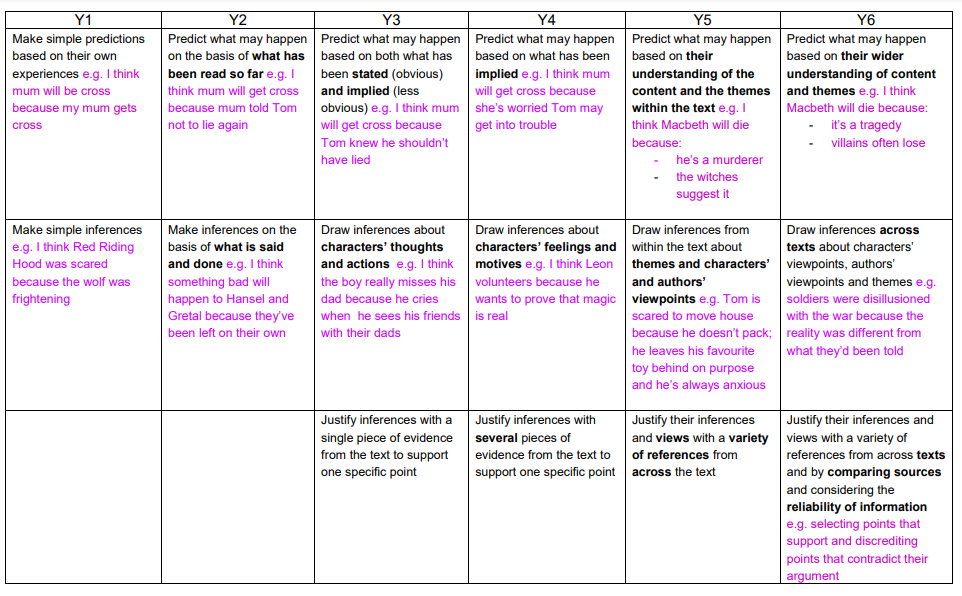 Y1
Y2
Y3
Y4
Y5
Y6
Make simple predictions
based on their own
experiences e.g. I think
mum will be cross
because my mum gets
cross
Predict what may happen
on the basis of what has
been read so far e.g. I
think mum will get cross
because mum told Tom
not to lie again
Predict what may happen
based on both what has
been stated (obvious)
and implied (less
obvious) e.g. I think mum
will get cross because
Tom knew he shouldn't
have lied
Predict what may happen
based on what has been
implied e.g. I think mum
will get cross because
she's worried Tom may
get into trouble
Predict what may happen
based on their
understanding of the
content and the themes
within the text e.g. I
think Macbeth will die
because:
- he's a murderer
- the witches
suggest it
Predict what may happen
based on their wider
understanding of content
and themes e.g. I think
Macbeth will die because:
- it's a tragedy
- villains often lose
Make simple inferences
e.g. I think Red Riding
Hood was scared
because the wolf was
frightening
Make inferences on the
basis of what is said
and done e.g. I think
something bad will
happen to Hansel and
Gretal because they've
been left on their own
Draw inferences about
characters' thoughts
and actions e.g. I think
the boy really misses his
dad because he cries
when he sees his friends
with their dads
Draw inferences about
characters' feelings and
motives e.g. I think Leon
volunteers because he
wants to prove that magic
is real
Draw inferences from
within the text about
themes and characters'
and authors'
viewpoints e.g. Tom is
scared to move house
because he doesn't pack;
he leaves his favourite
toy behind on purpose
and he's always anxious
Draw inferences across
texts about characters'
viewpoints, authors'
viewpoints and themes e.g.
soldiers were disillusioned
with the war because the
reality was different from
what they'd been told
Justify inferences with a
single piece of evidence
from the text to support
one specific point
Justify inferences with
several pieces of
evidence from the text to
support one specific point
Justify their inferences
and views with a variety
of references from
across the text
Justify their inferences and
views with a variety of
references from across texts
and by comparing sources
and considering the
reliability of information
e.g. selecting points that
support and discrediting
points that contradict their
argument